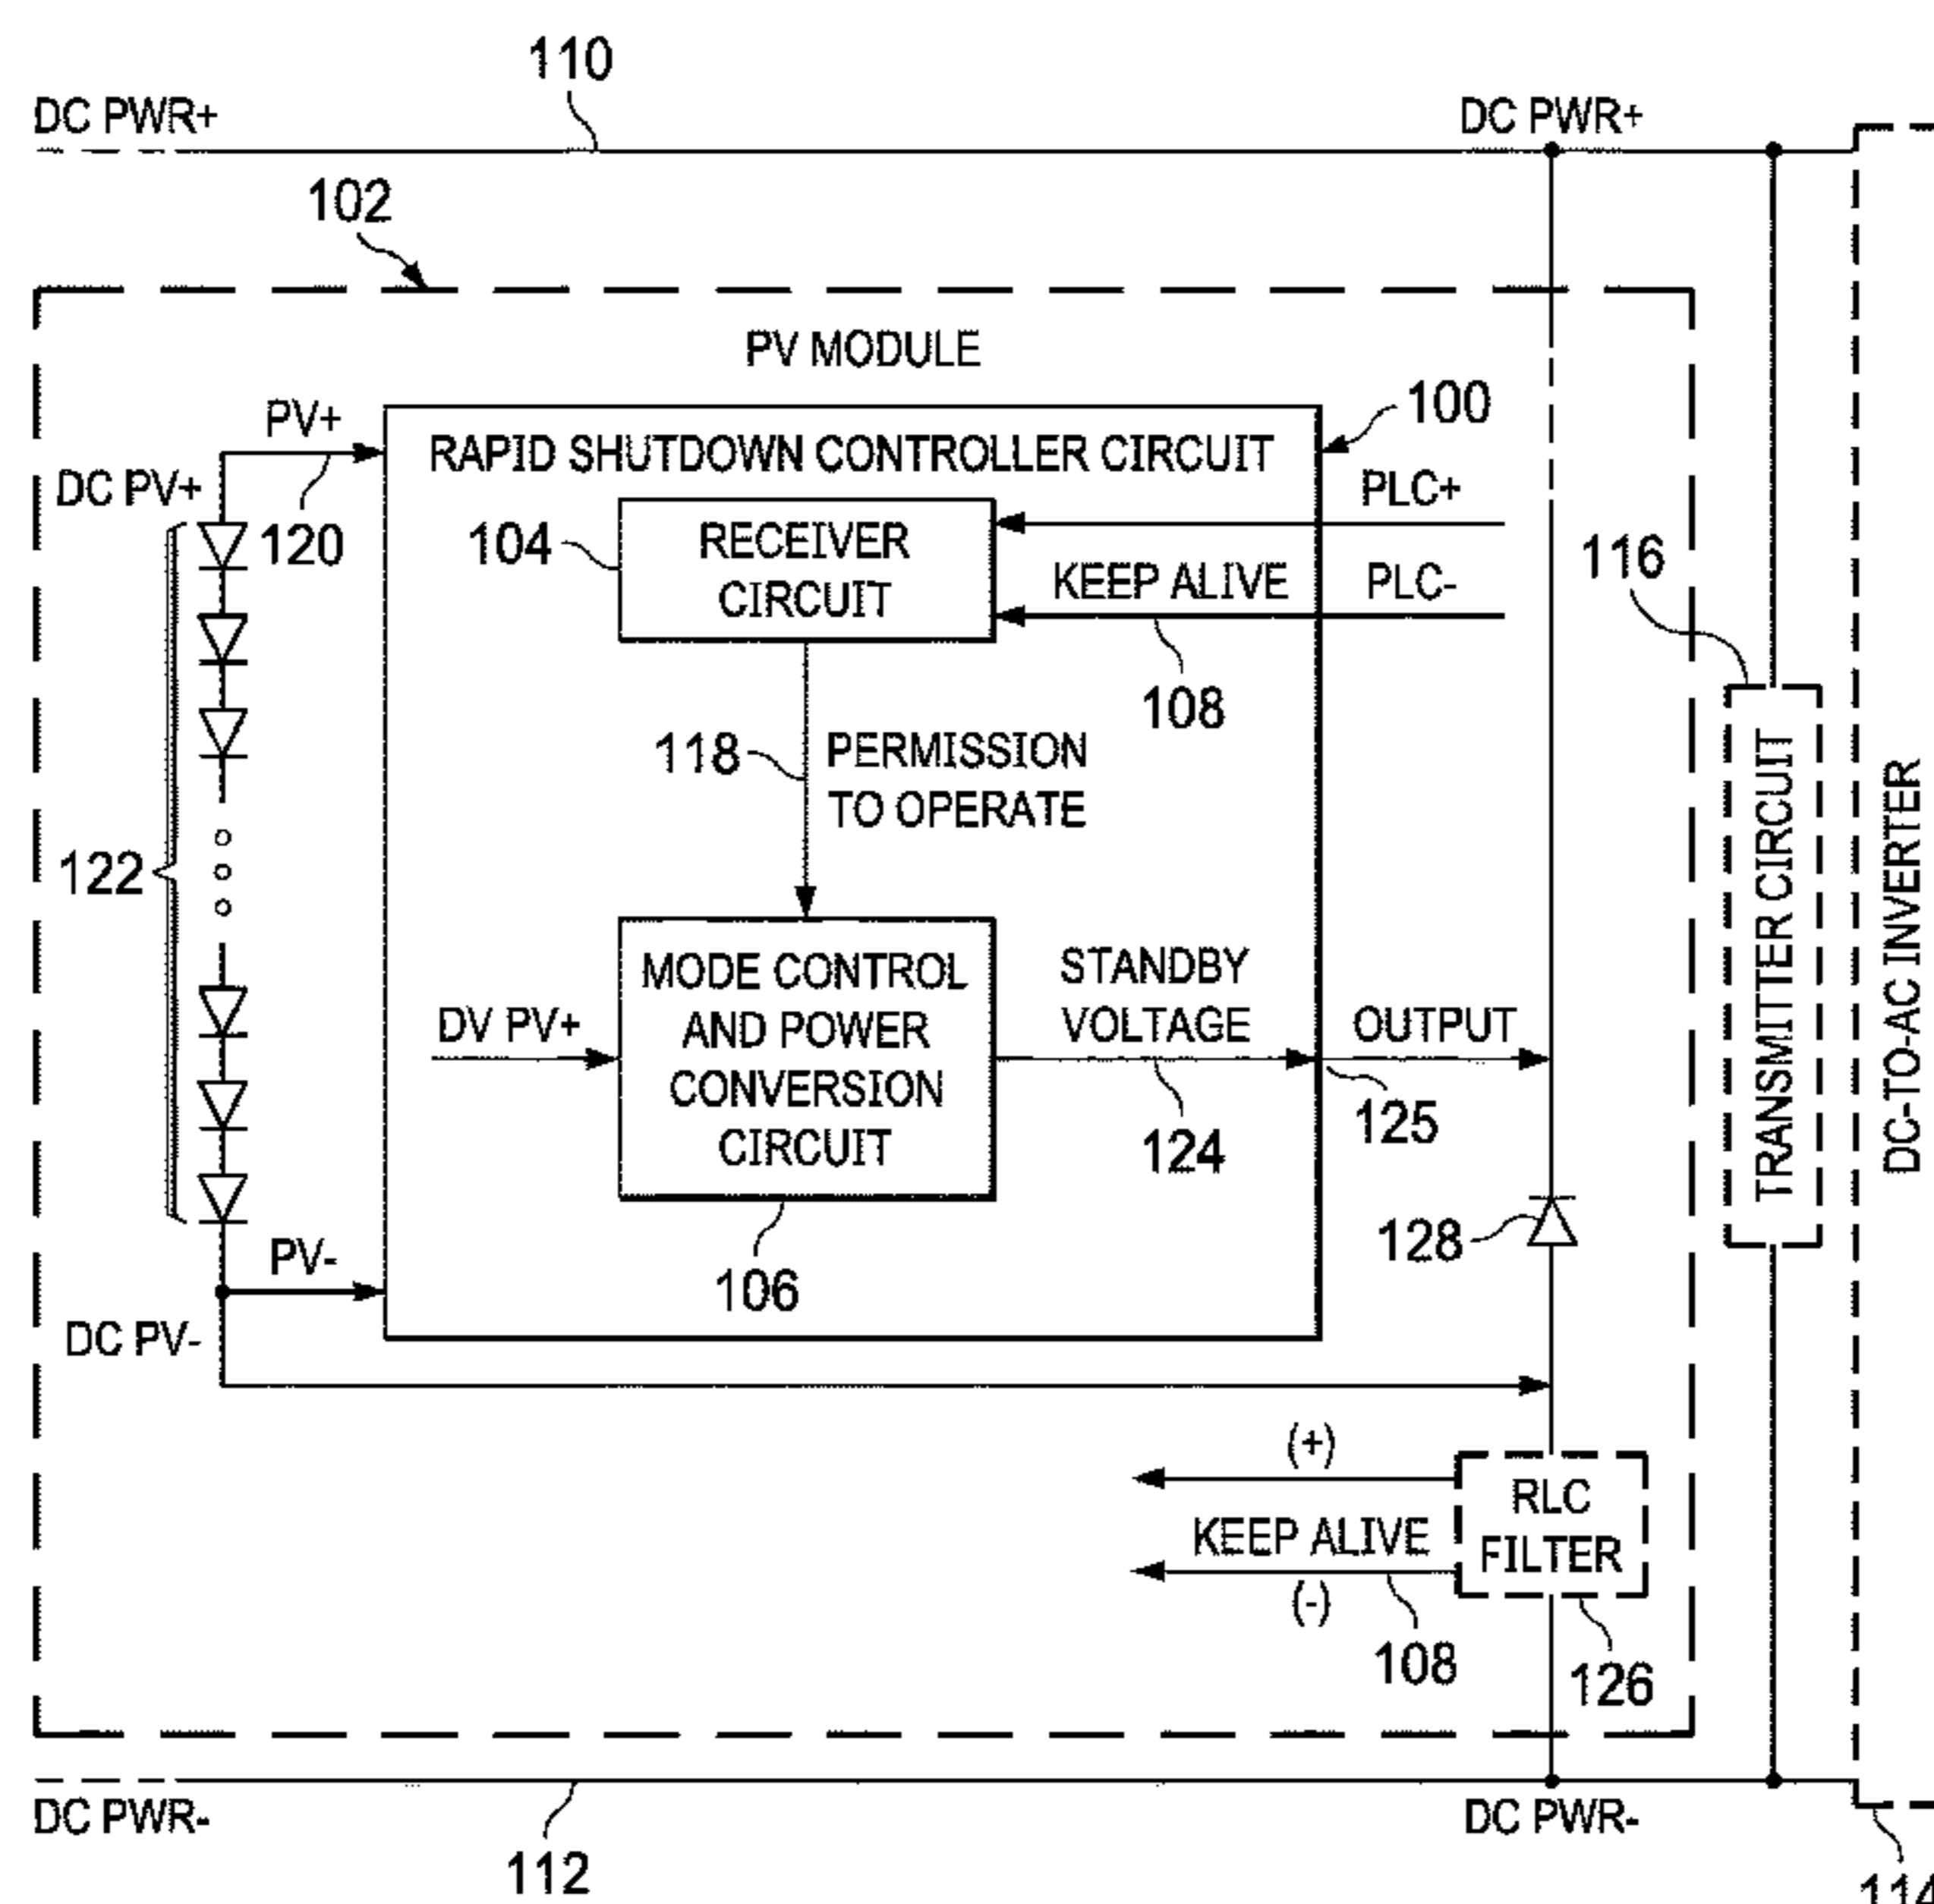 110
DC PWR+
DC PWR+
102
PV MODULE
PV+
100
RAPID SHUTDOWN CONTROLLER CIRCUIT
DC PV+
PLC+
120
104
RECEIVER
CIRCUIT
KEEP ALIVE
PLC-
116
108
118
PERMISSION
TO OPERATE
122
TRANSMITTER CIRCUIT
DC-TO-AC INVERTER
MODE CONTROL
AND POWER
CONVERSION
CIRCUIT
STANDBY
VOLTAGE
DV PV+
OUTPUT
125
124
128
PV-
106
DC PV-
(+)
RLC
FILTER
KEEP ALIVE
(-)
108
126
DC PWR-
DC PWR-
112
114